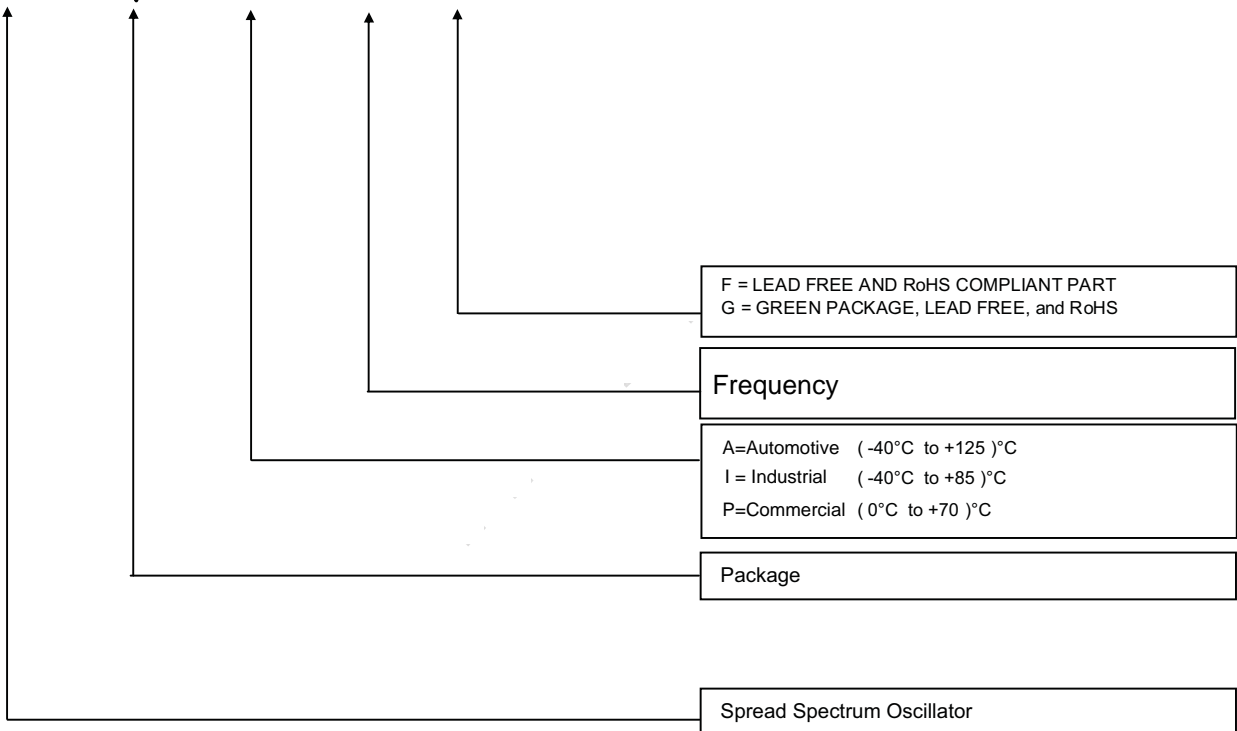 F = LEAD FREE AND RoHS COMPLIANT PART
G = GREEN PACKAGE, LEAD FREE, and RoHS
Frequency
A=Automotive ( -40°C to +125 )°C
I = Industrial ( -40°C to +85 )°C
P=Commercial ( 0°C to +70 )°C
Package
Spread Spectrum Oscillator